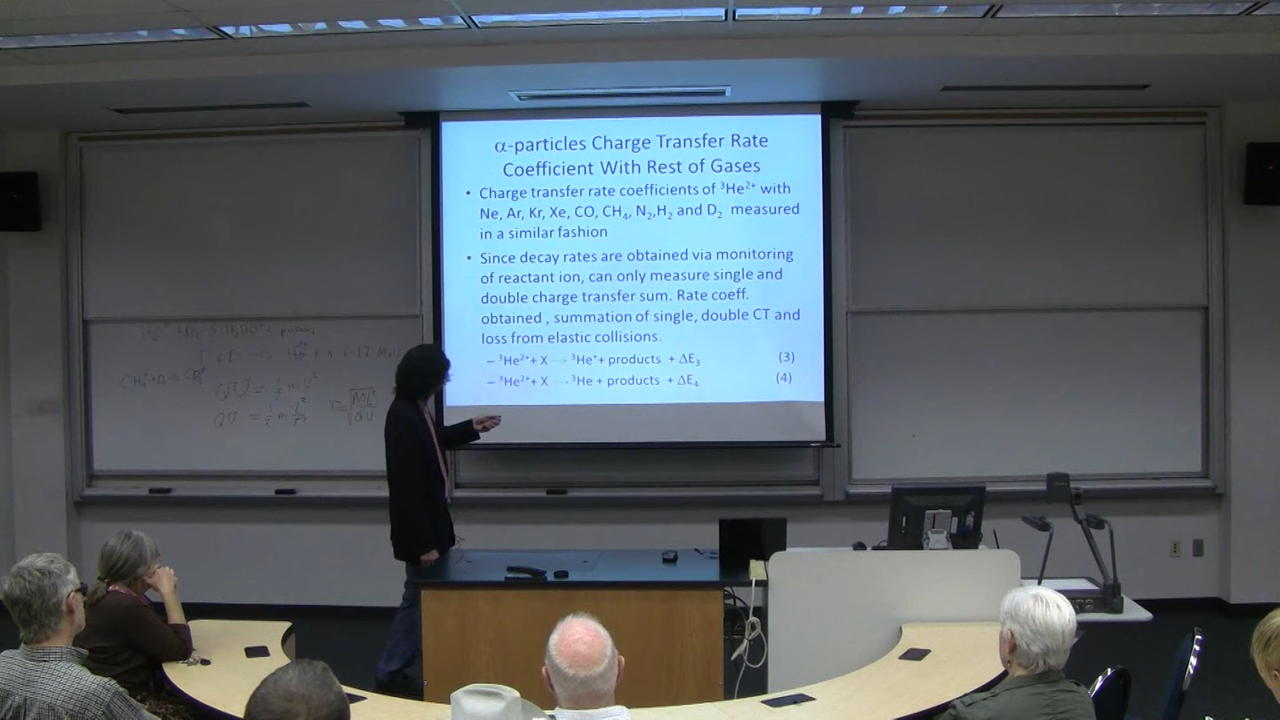 α-particles Charge Transfer Rate
Coefficient With Rest of Gases
• Charge transfer rate coefficients of ³He²⁺ with
Ne, Ar, Kr, Xe, CO, CH₄, N₂,H₂ and D₂ measured
in a similar fashion
• Since decay rates are obtained via monitoring
of reactant ion, can only measure single and
double charge transfer sum. Rate coeff.
obtained , summation of single, double CT and
loss from elastic collisions.
– ³He²⁺+ X ³He⁺+ products + ΔE₃ (3)
– ³He²⁺+ X ³He + products + ΔE₄ (4)